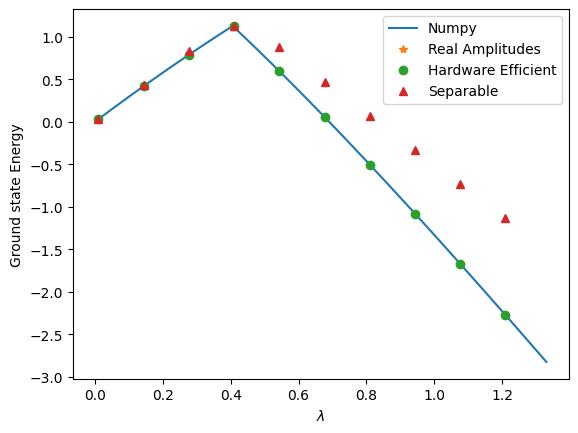 Numpy
Real Amplitudes
Hardware Efficient
Separable
Ground state Energy
1.0
0.5
0.0
−0.5
−1.0
−1.5
−2.0
−2.5
−3.0
0.0 0.2 0.4 0.6 0.8 1.0 1.2
λ